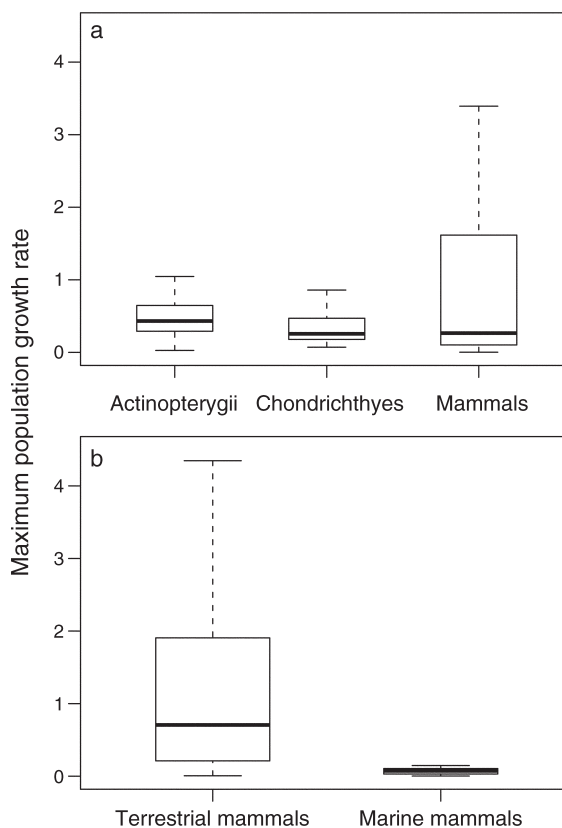 Maximum population growth rate
a
4
3
2
1
0
Actinopterygii Chondrichthyes Mammals
b
4
3
2
1
0
Terrestrial mammals Marine mammals